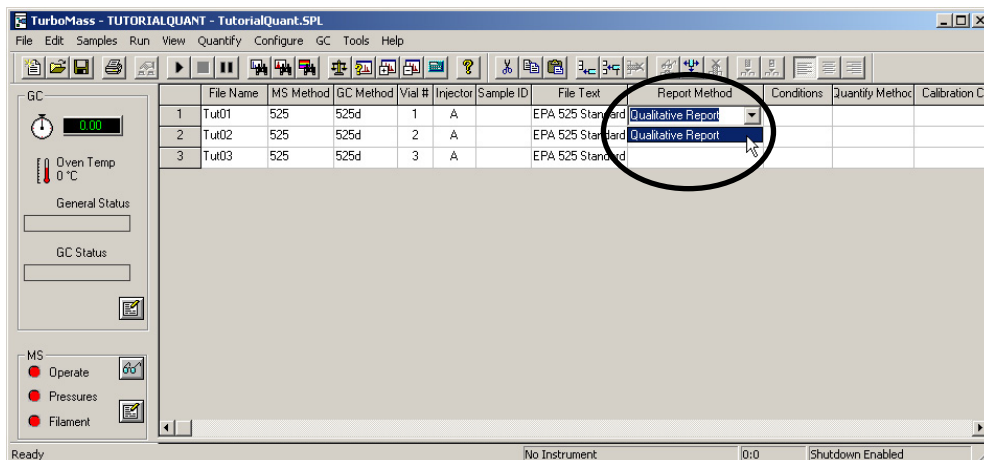 TurboMass - TUTORIALQUANT - TutorialQuant.SPL
File Edit Samples Run View Quantify Configure GC Tools Help
GC
0.00
Oven Temp
0 °C
General Status
GC Status
MS
Operate
Pressures
Filament
File Name MS Method GC Method Vial # Injector Sample ID File Text Report Method Conditions Quantify Method Calibration C
1 Tut01 525 525d 1 A EPA 525 Standard Qualitative Report
2 Tut02 525 525d 2 A EPA 525 Standard Qualitative Report
3 Tut03 525 525d 3 A EPA 525 Standard
Ready No Instrument 0:0 Shutdown Enabled